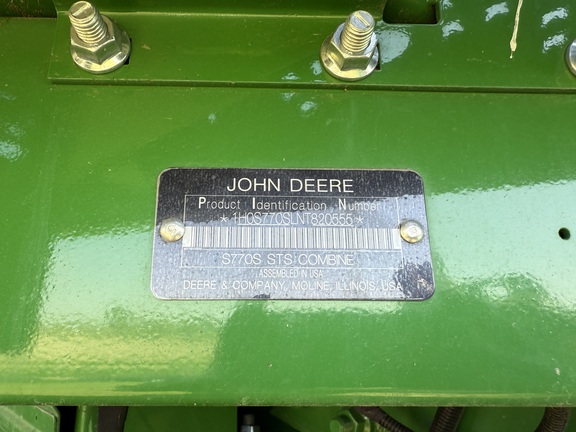 JOHN DEERE
Product Identification Number
*1H0S770SLNT820555*
S770S STS COMBINE
ASSEMBLED IN USA
DEERE & COMPANY, MOLINE, ILLINOIS, USA